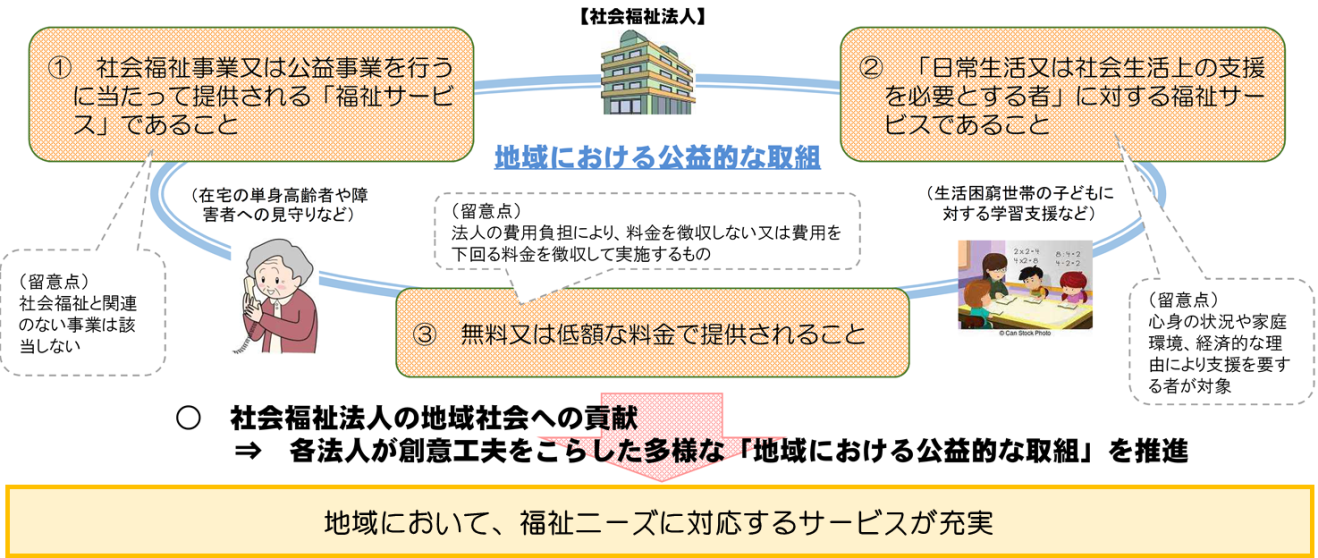 【社会福祉法人】
① 社会福祉事業又は公益事業を行う
に当たって提供される「福祉サービ
ス」であること
② 「日常生活又は社会生活上の支援
を必要とする者」に対する福祉サー
ビスであること
地域における公益的な取組
（在宅の単身高齢者や障
害者への見守りなど）
（留意点）
法人の費用負担により、料金を徴収しない又は費用を
下回る料金を徴収して実施するもの
（生活困窮世帯の子どもに
対する学習支援など）
（留意点）
社会福祉と関連
のない事業は該
当しない
2×2=4
4×2=8
8:4=2
4-2=2
© Can Stock Photo
（留意点）
心身の状況や家庭
環境、経済的な理
由により支援を要す
る者が対象
③ 無料又は低額な料金で提供されること
○ 社会福祉法人の地域社会への貢献
⇒ 各法人が創意工夫をこらした多様な「地域における公益的な取組」を推進
地域において、福祉ニーズに対応するサービスが充実